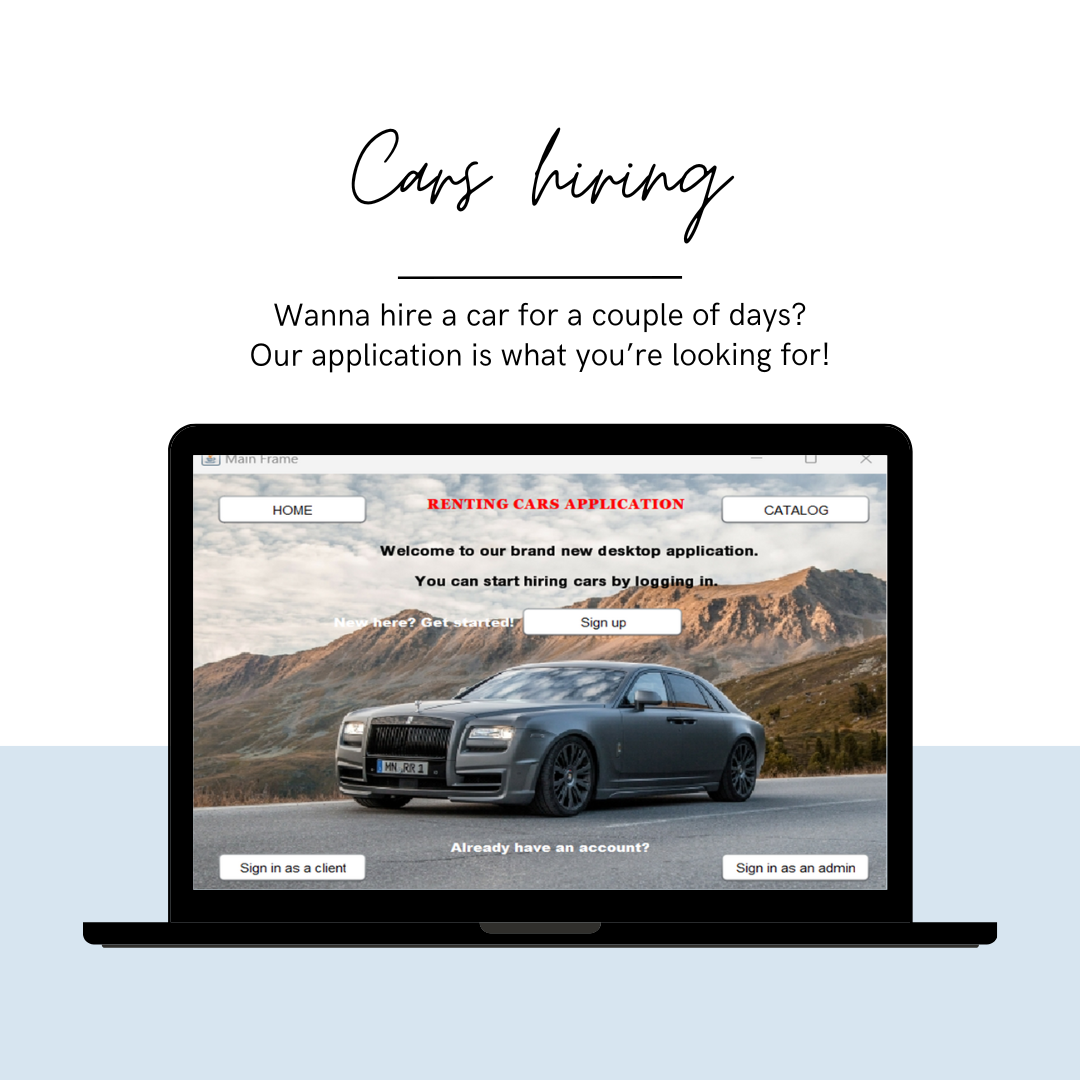 Cars hiring
Wanna hire a car for a couple of days?
Our application is what you’re looking for!
Main Frame
HOME
RENTING CARS APPLICATION
CATALOG
Welcome to our brand new desktop application.
You can start hiring cars by logging in.
New here? Get started!
Sign up
MN RR 1
Already have an account?
Sign in as a client
Sign in as an admin